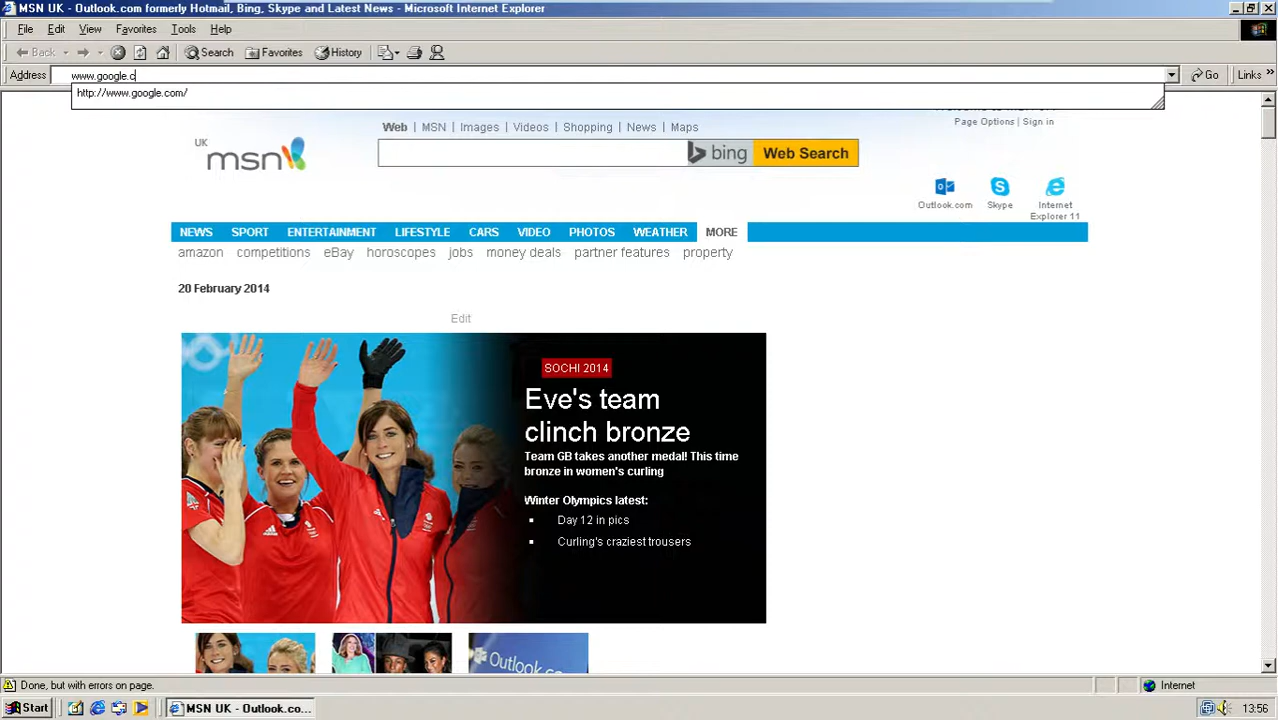 MSN UK - Outlook.com formerly Hotmail, Bing, Skype and Latest News - Microsoft Internet Explorer
File Edit View Favorites Tools Help
Back Search Favorites History
Address www.google.c Go Links »
http://www.google.com/
Page Options | Sign in
Web | MSN | Images | Videos | Shopping | News | Maps
UK
msn bing Web Search
Outlook.com Skype Internet
Explorer 11
NEWS SPORT ENTERTAINMENT LIFESTYLE CARS VIDEO PHOTOS WEATHER MORE
amazon competitions eBay horoscopes jobs money deals partner features property
20 February 2014
Edit
SOCHI 2014
Eve's team
clinch bronze
Team GB takes another medal! This time
bronze in women's curling
Winter Olympics latest:
Day 12 in pics
Curling's craziest trousers
Outlook.com
Done, but with errors on page. Internet
Start MSN UK - Outlook.co... 13:56